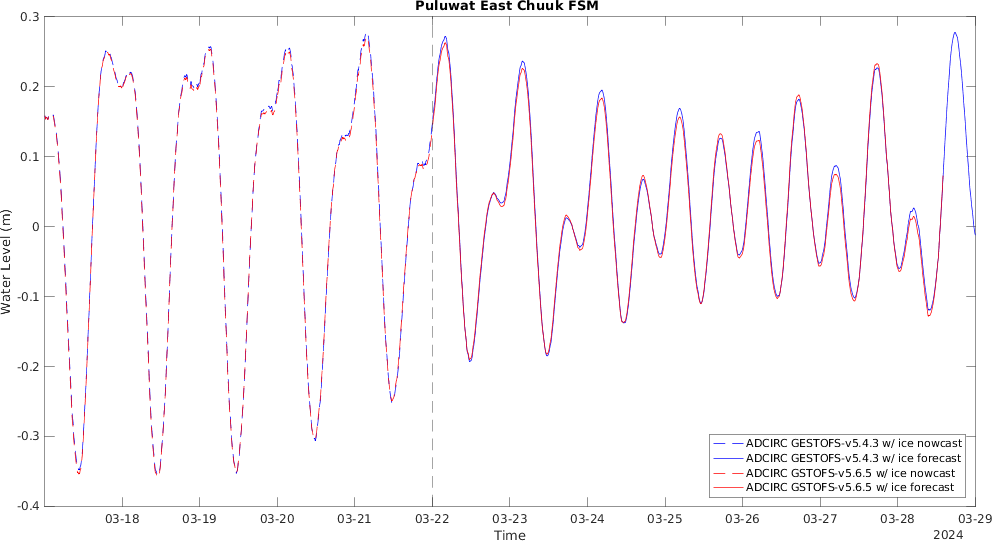 Puluwat East Chuuk FSM
0.3
0.2
0.1
0
-0.1
-0.2
-0.3
-0.4
Water Level (m)
ADCIRC GESTOFS-v5.4.3 w/ ice nowcast
ADCIRC GESTOFS-v5.4.3 w/ ice forecast
ADCIRC GSTOFS-v5.6.5 w/ ice nowcast
ADCIRC GSTOFS-v5.6.5 w/ ice forecast
03-18 03-19 03-20 03-21 03-22 03-23 03-24 03-25 03-26 03-27 03-28 03-29
Time
2024